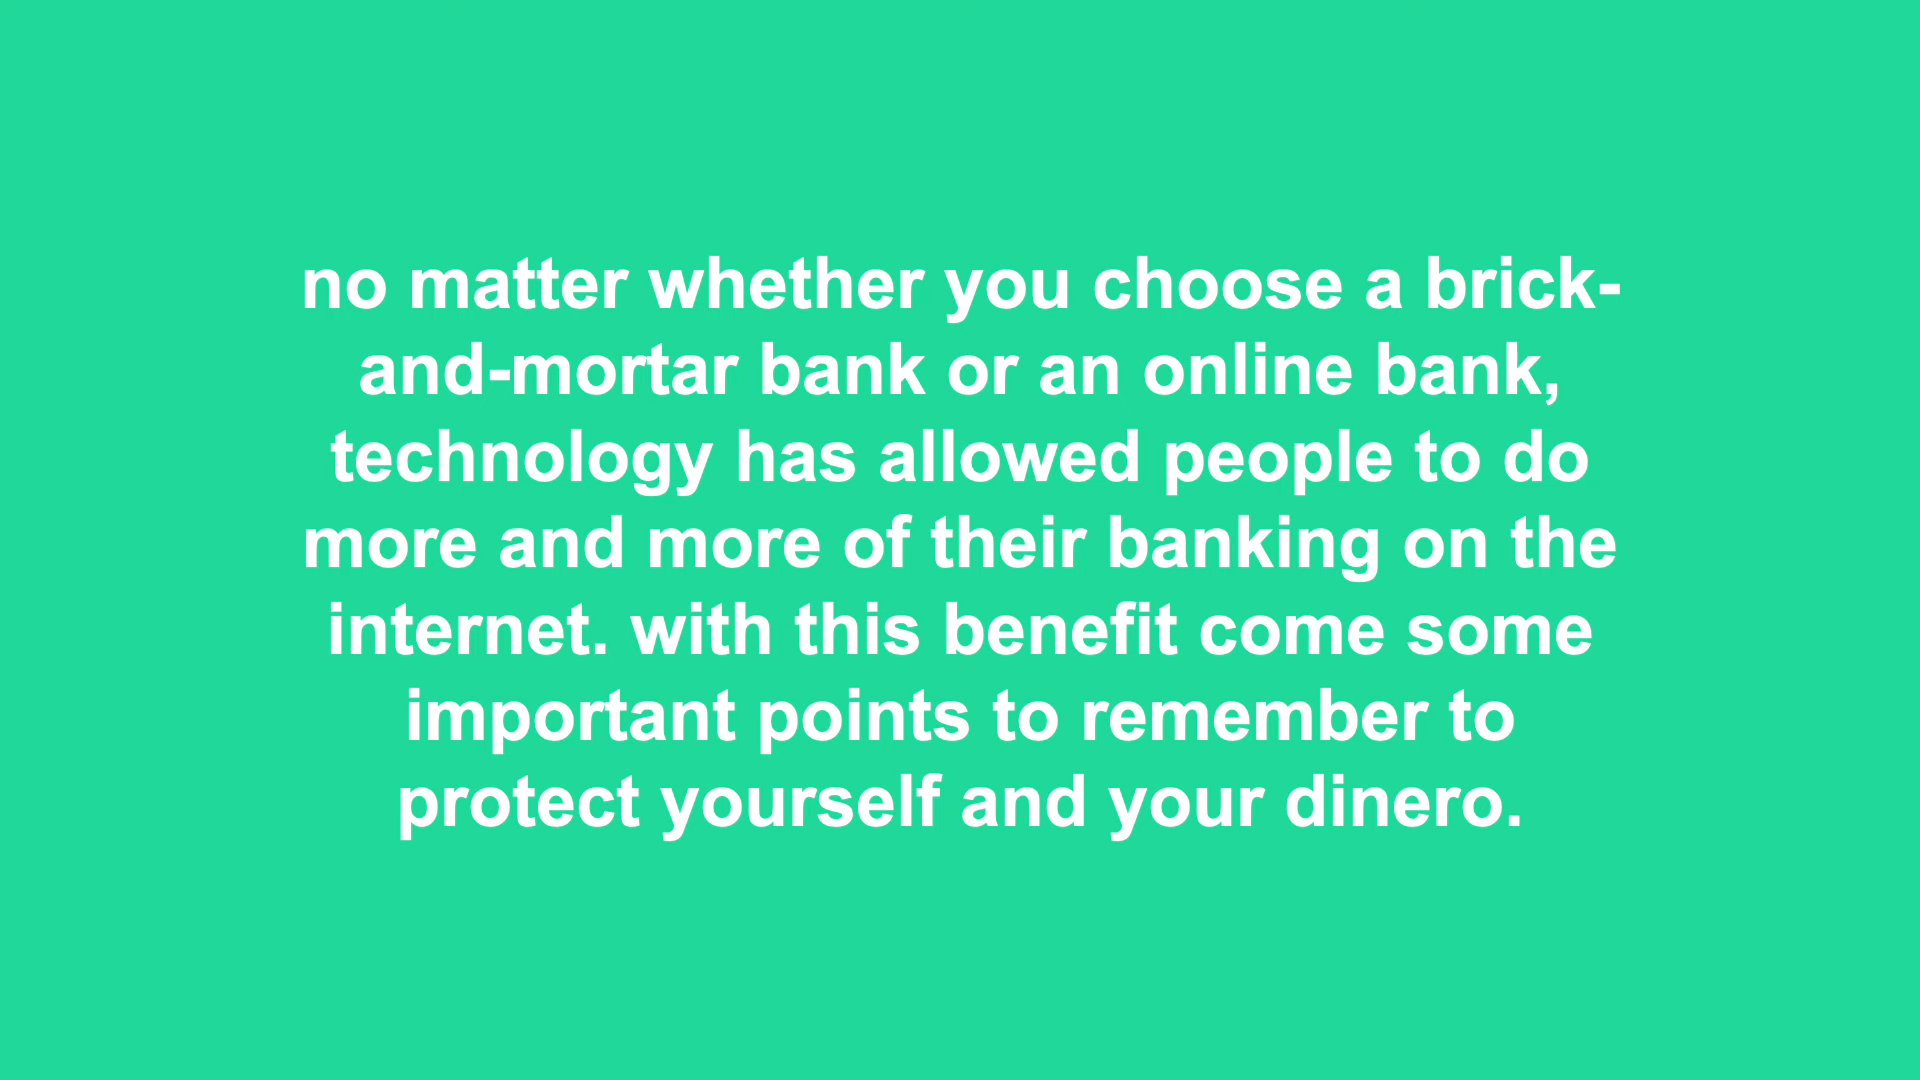 no matter whether you choose a brick-
and-mortar bank or an online bank,
technology has allowed people to do
more and more of their banking on the
internet. with this benefit come some
important points to remember to
protect yourself and your dinero.